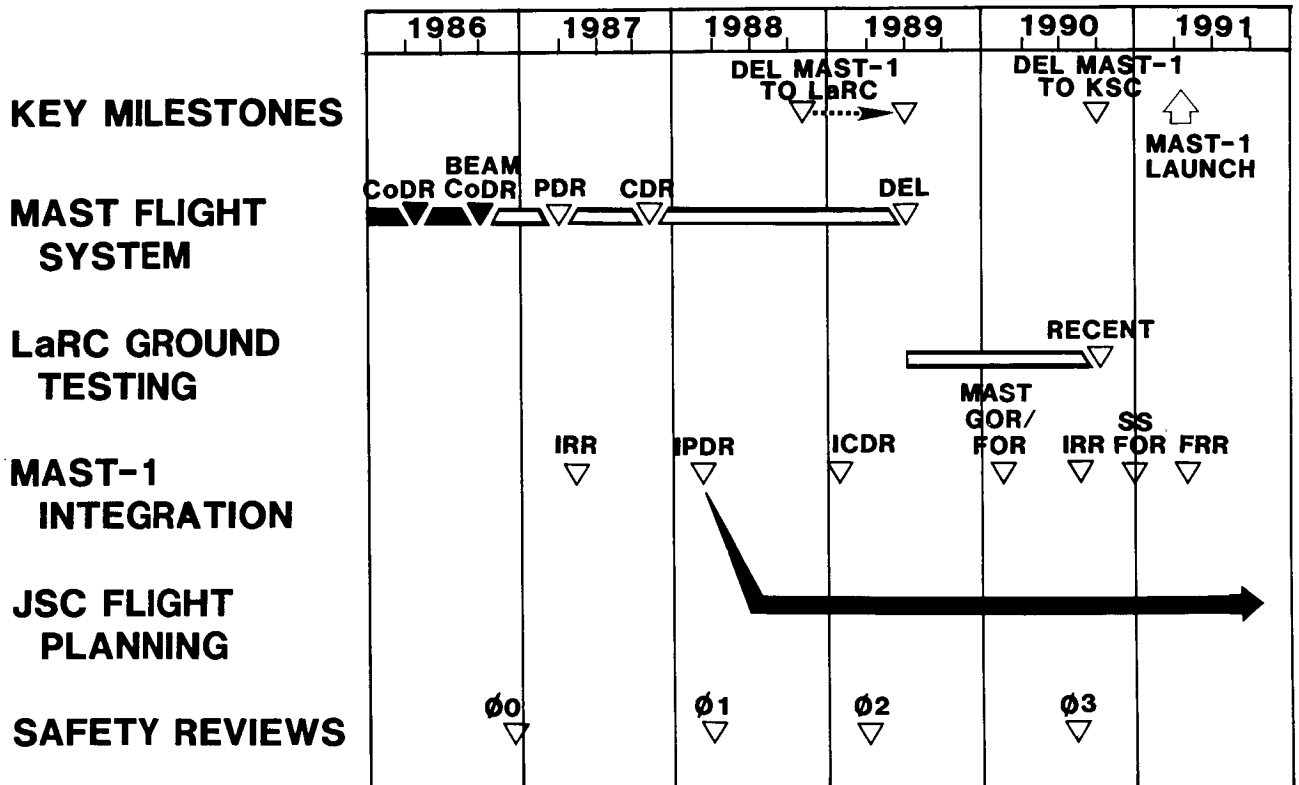 1986 1987 1988 1989 1990 1991
KEY MILESTONES
DEL MAST-1
TO LaRC
DEL MAST-1
TO KSC
MAST-1
LAUNCH
MAST FLIGHT
SYSTEM
CoDR
BEAM
CoDR
PDR
CDR
DEL
LaRC GROUND
TESTING
RECENT
MAST-1
INTEGRATION
IRR
IPDR
ICDR
MAST
GOR/
FOR
IRR
SS
FOR
FRR
JSC FLIGHT
PLANNING
SAFETY REVIEWS
Ø0
Ø1
Ø2
Ø3